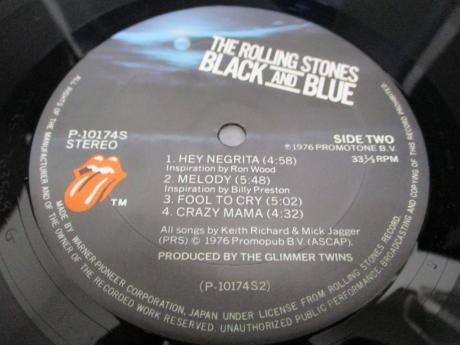 THE ROLLING STONES
BLACK AND BLUE
P-10174S
STEREO
SIDE TWO
℗1976 PROMOTONE B.V.
33⅓ RPM
1. HEY NEGRITA (4:58)
Inspiration by Ron Wood
2. MELODY (5:48)
Inspiration by Billy Preston
3. FOOL TO CRY (5:02)
4. CRAZY MAMA (4:32)
TM
All songs by Keith Richard & Mick Jagger
(PRS) © 1976 Promopub B.V. (ASCAP).
PRODUCED BY THE GLIMMER TWINS
(P-10174S2)
MADE BY WARNER-PIONEER CORPORATION, JAPAN UNDER LICENSE FROM ROLLING STONES RECORDS.
ALL RIGHTS OF THE MANUFACTURER AND OF THE OWNER OF THE RECORDED WORK RESERVED. UNAUTHORIZED PUBLIC PERFORMANCE BROADCASTING AND COPYING OF THIS RECORD PROHIBITED.